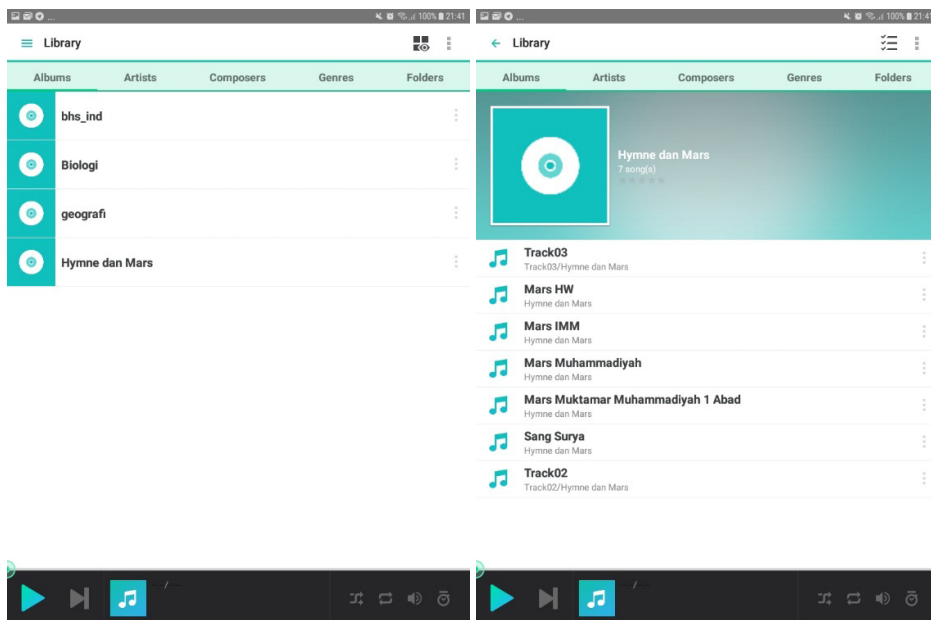 ... 100% 21:41
Library
Albums Artists Composers Genres Folders
bhs_ind
Biologi
geografi
Hymne dan Mars
--/--
... 100% 21:41
Library
Albums Artists Composers Genres Folders
Hymne dan Mars
7 song(s)
Track03
Track03/Hymne dan Mars
Mars HW
Hymne dan Mars
Mars IMM
Hymne dan Mars
Mars Muhammadiyah
Hymne dan Mars
Mars Muktamar Muhammadiyah 1 Abad
Hymne dan Mars
Sang Surya
Hymne dan Mars
Track02
Track02/Hymne dan Mars
--/--